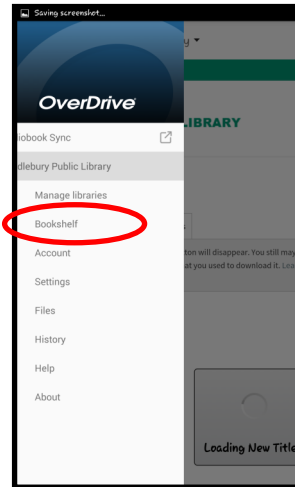 Saving screenshot...
y
OverDrive
LIBRARY
iobook Sync
dlebury Public Library
Manage libraries
Bookshelf
s
Account
ton will disappear. You still may
at you used to download it. Lea
Settings
Files
History
Help
About
Loading New Title